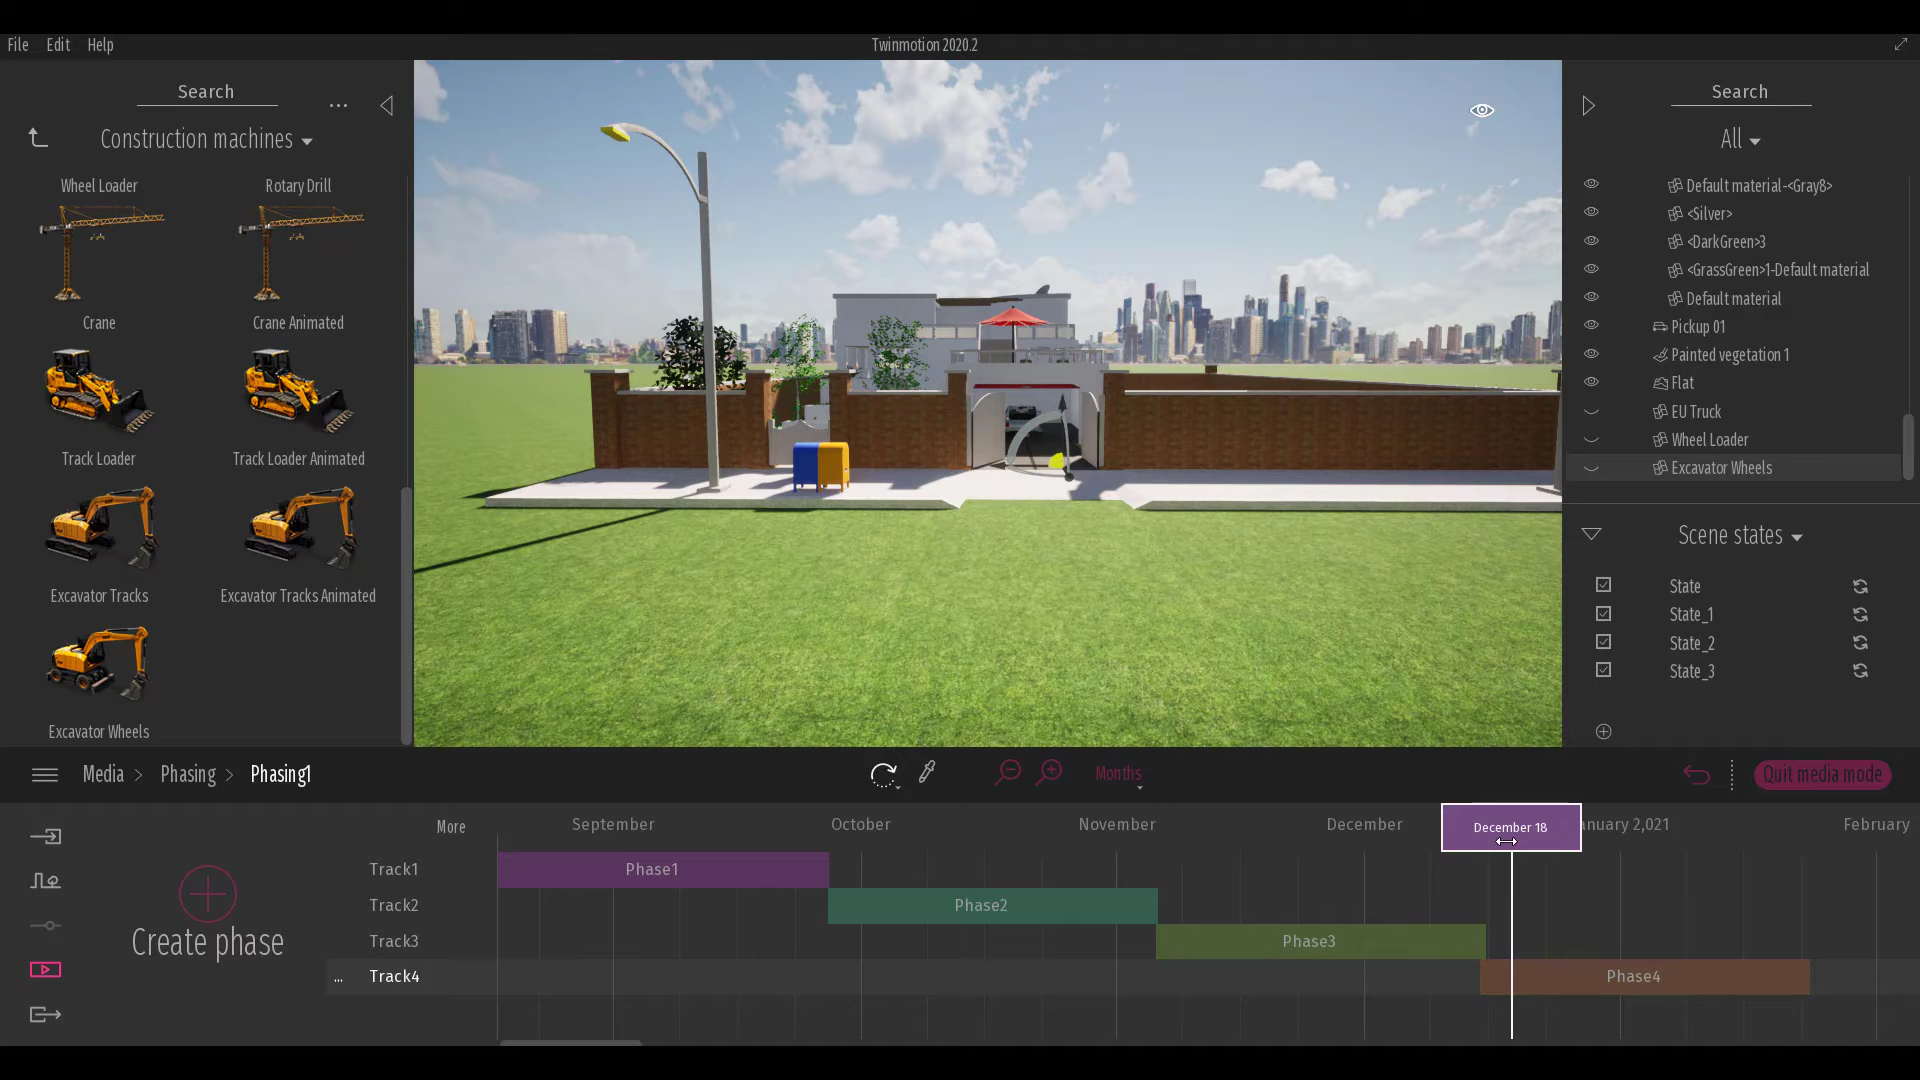 File Edit Help
Twinmotion 2020.2
Search
...
Construction machines
Wheel Loader
Rotary Drill
Crane
Crane Animated
Track Loader
Track Loader Animated
Excavator Tracks
Excavator Tracks Animated
Excavator Wheels
Search
All
Default material-<Gray8>
<Silver>
<DarkGreen>3
<GrassGreen>1-Default material
Default material
Pickup 01
Painted vegetation 1
Flat
EU Truck
Wheel Loader
Excavator Wheels
Scene states
State
State_1
State_2
State_3
Media > Phasing > Phasing1
Months
Quit media mode
More
September
October
November
December
December 18
anuary 2,021
February
Create phase
Track1
Phase1
Track2
Phase2
Track3
Phase3
... Track4
Phase4